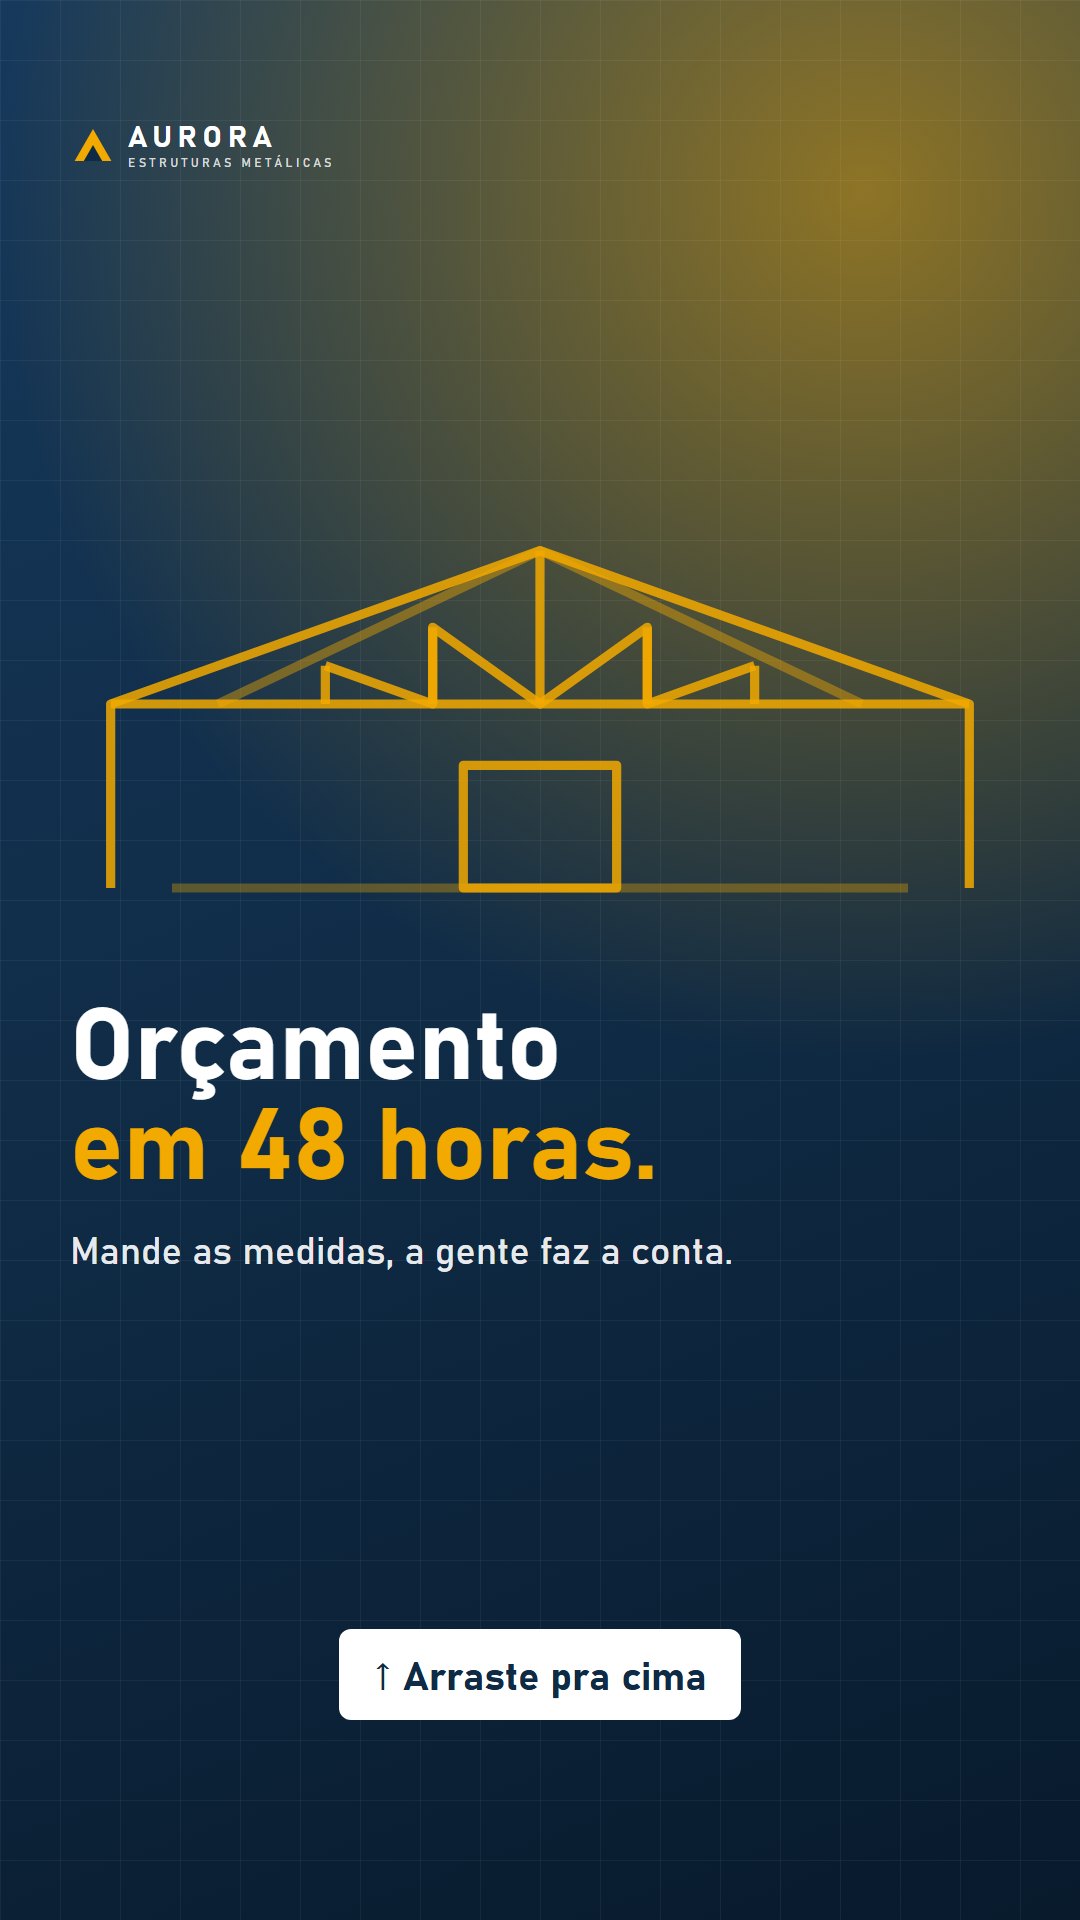 AURORA
ESTRUTURAS METÁLICAS
Orçamento
em 48 horas.
Mande as medidas, a gente faz a conta.
↑ Arraste pra cima